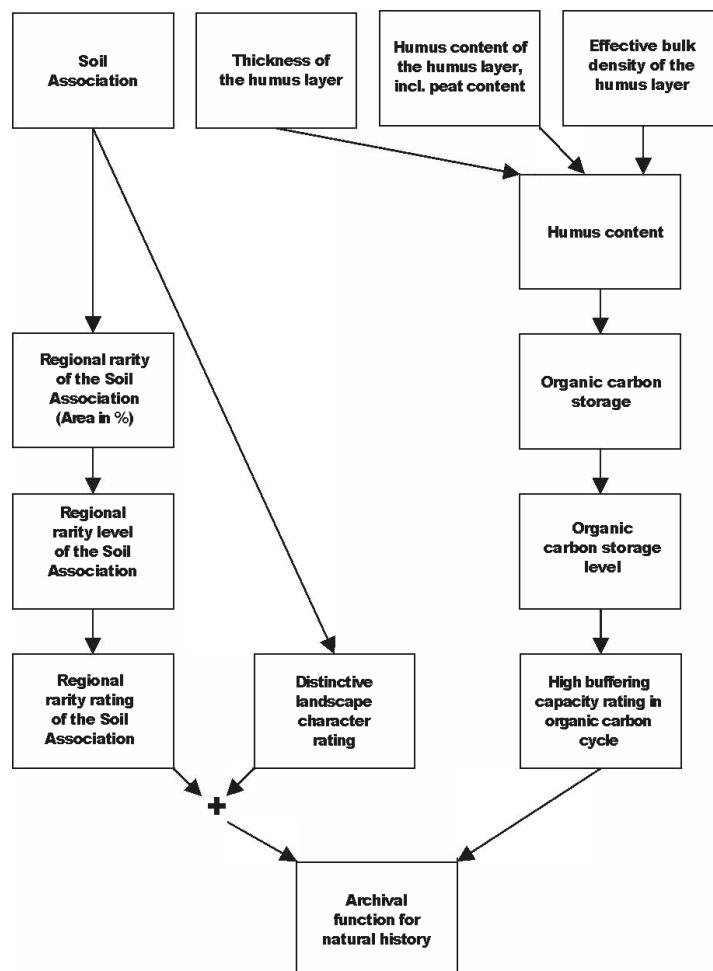 Soil
Association
Thickness of
the humus layer
Humus content of
the humus layer,
incl. peat content
Effective bulk
density of the
humus layer
Humus content
Regional rarity
of the Soil
Association
(Area in %)
Organic carbon
storage
Regional
rarity level
of the Soil
Association
Organic
carbon storage
level
Regional
rarity rating
of the Soil
Association
Distinctive
landscape
character
rating
High buffering
capacity rating in
organic carbon
cycle
+
Archival
function for
natural history